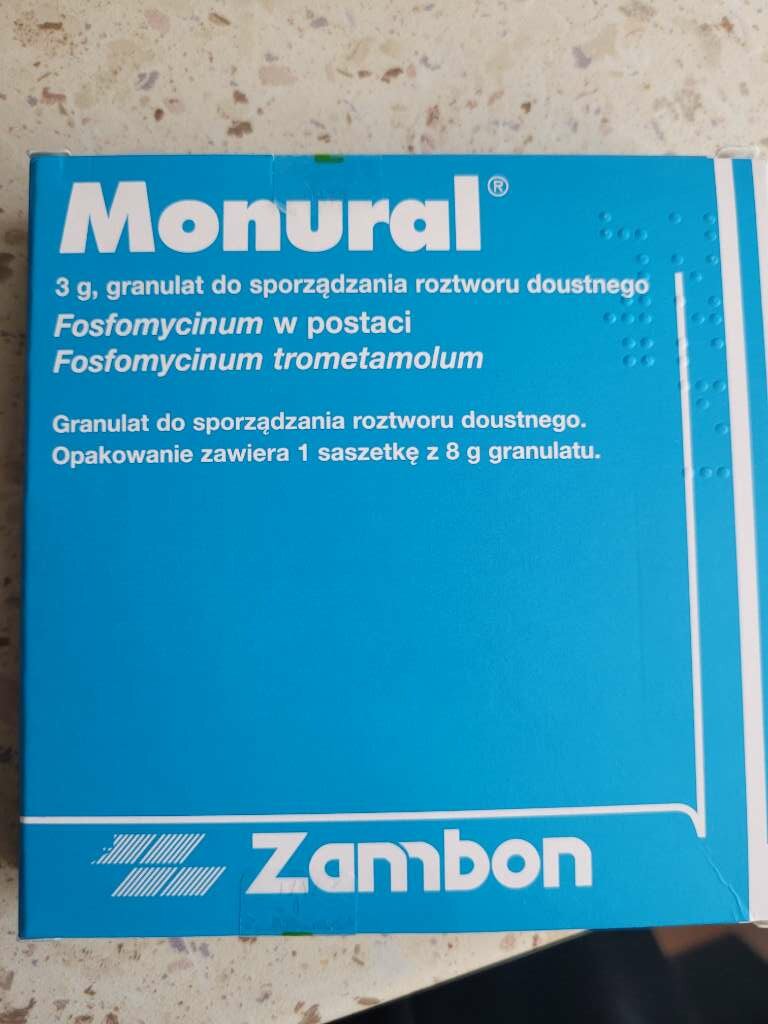 Monural®
3 g, granulat do sporządzania roztworu doustnego
Fosfomycinum w postaci
Fosfomycinum trometamolum
Granulat do sporządzania roztworu doustnego.
Opakowanie zawiera 1 saszetkę z 8 g granulatu.
Zambon